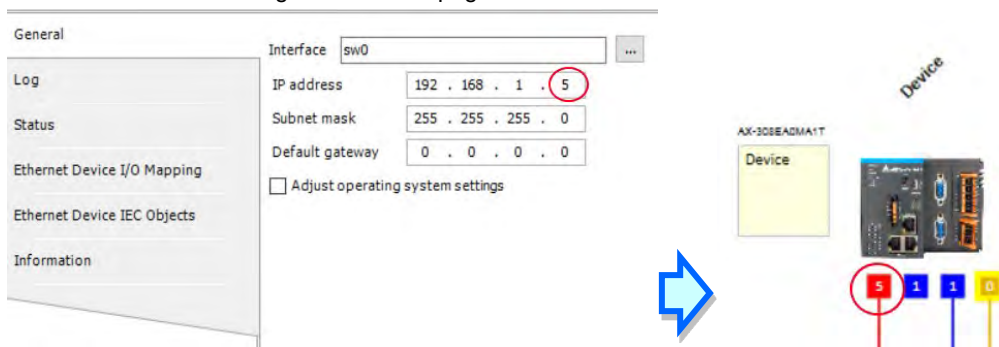 General
Log
Status
Ethernet Device I/O Mapping
Ethernet Device IEC Objects
Information
Interface sw0 ...
IP address 192 . 168 . 1 . 5
Subnet mask 255 . 255 . 255 . 0
Default gateway 0 . 0 . 0 . 0
Adjust operating system settings
Device
AX-308EA0MA1T
Device
5 1 1 0